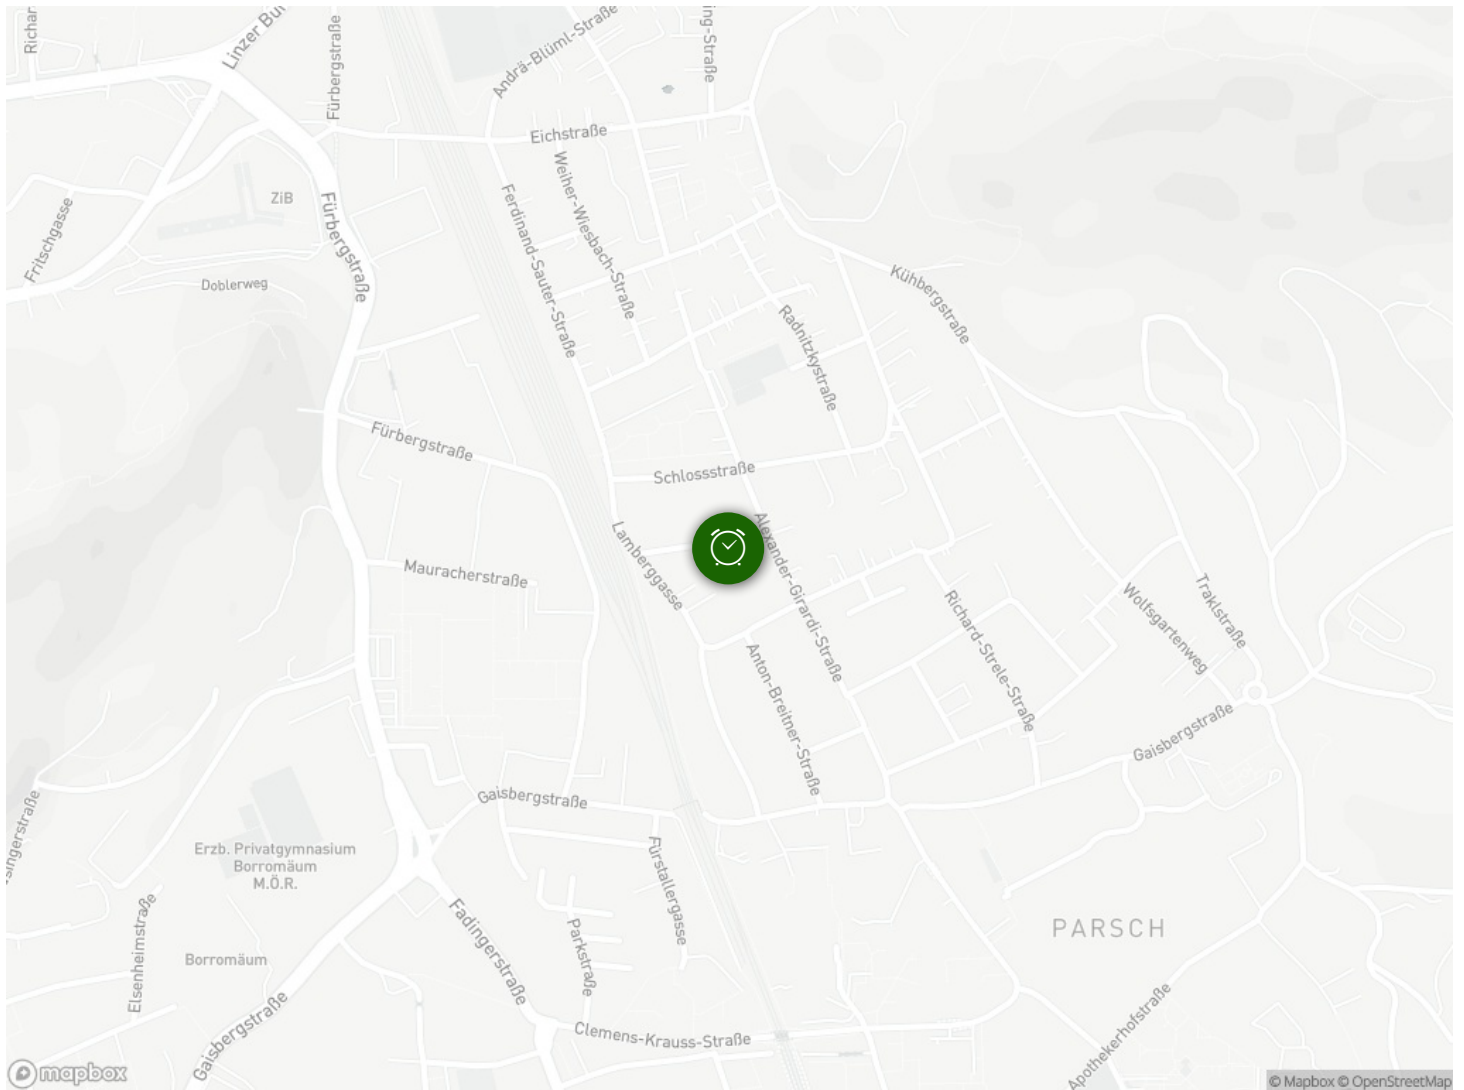 Richar
Linzer Bu
Fürbergstraße
Andrä-Blüml-Straße
ing-Straße
Eichstraße
ZiB
Fritschgasse
Fürbergstraße
Doblerweg
Ferdinand-Sauter-Straße
Weiher-Wiesbach-Straße
Kühbergstraße
Radnitzkystraße
Fürbergstraße
Schlossstraße
Lamberggasse
Alexander-Girardi-Straße
Mauracherstraße
Richard-Strele-Straße
Wolfsgartenweg
Traklstraße
Anton-Breitner-Straße
Gaisbergstraße
Gaisbergstraße
singerstraße
Erzb. Privatgymnasium
Borromäum
M.Ö.R.
Fürstallergasse
Elsenheimstraße
Fadingerstraße
Parkstraße
PARSCH
Borromäum
Gaisbergstraße
Clemens-Krauss-Straße
Apothekerhofstraße
mapbox
© Mapbox © OpenStreetMap